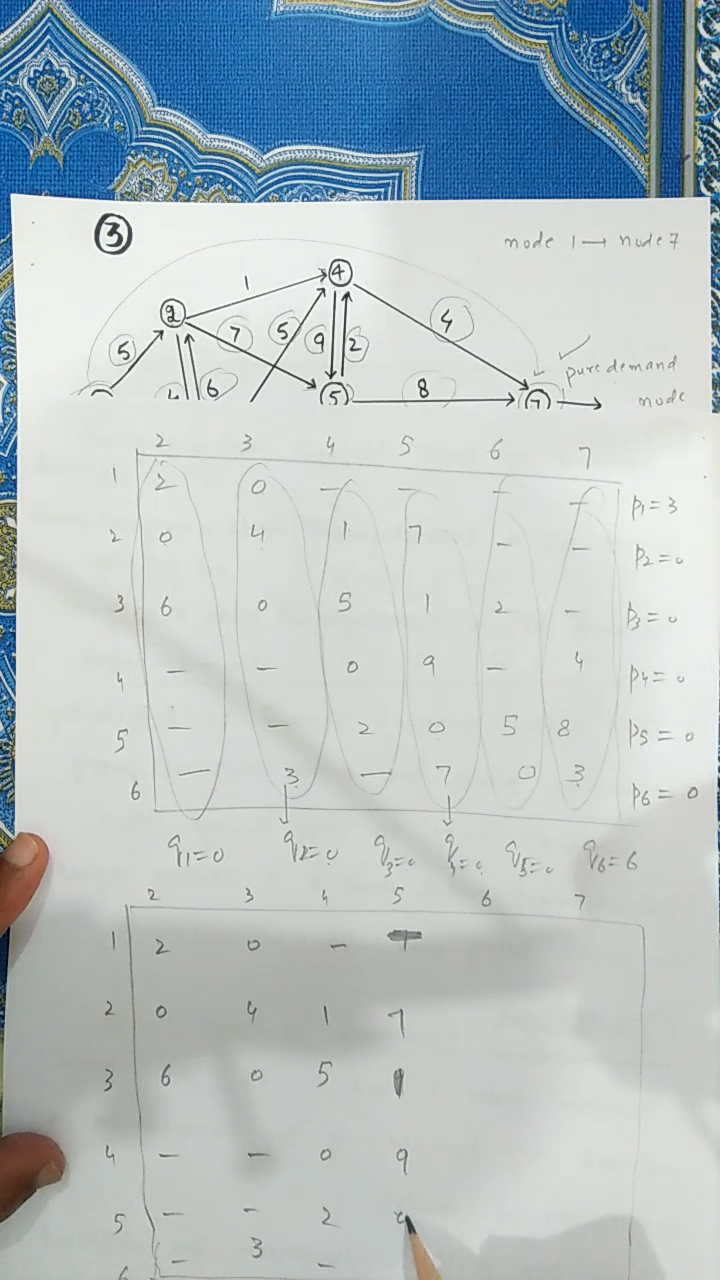 ③ node 1 → node 7
1 ④
② 5 7 5 9 2 4
6 pure demand
⑤ 8 ⑦ node
2 3 4 5 6 7
1 2 0 – – – – P1 = 3
2 0 4 1 7 – – P2 = 0
3 6 0 5 1 2 – P3 = 0
4 – – 0 9 – 4 P4 = 0
5 – – 2 0 5 8 P5 = 0
6 – 3 – 7 0 3 P6 = 0
q1=0 q2=0 q3=0 =0 q5=0 q6=6
2 3 4 5 6 7
1 2 0 –
2 0 4 1 7
3 6 0 5
4 – – 0 9
5 – – 2
6 – 3 –